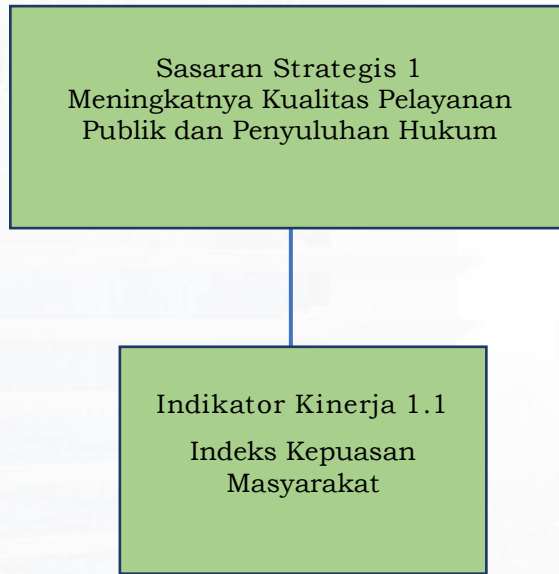 Sasaran Strategis 1
Meningkatnya Kualitas Pelayanan
Publik dan Penyuluhan Hukum
Indikator Kinerja 1.1
Indeks Kepuasan
Masyarakat